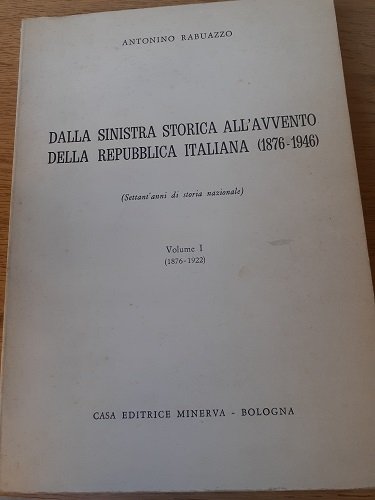 ANTONINO RABUAZZO
DALLA SINISTRA STORICA ALL'AVVENTO
DELLA REPUBBLICA ITALIANA (1876-1946)
(Settant'anni di storia nazionale)
Volume I
(1876-1922)
CASA EDITRICE MINERVA - BOLOGNA